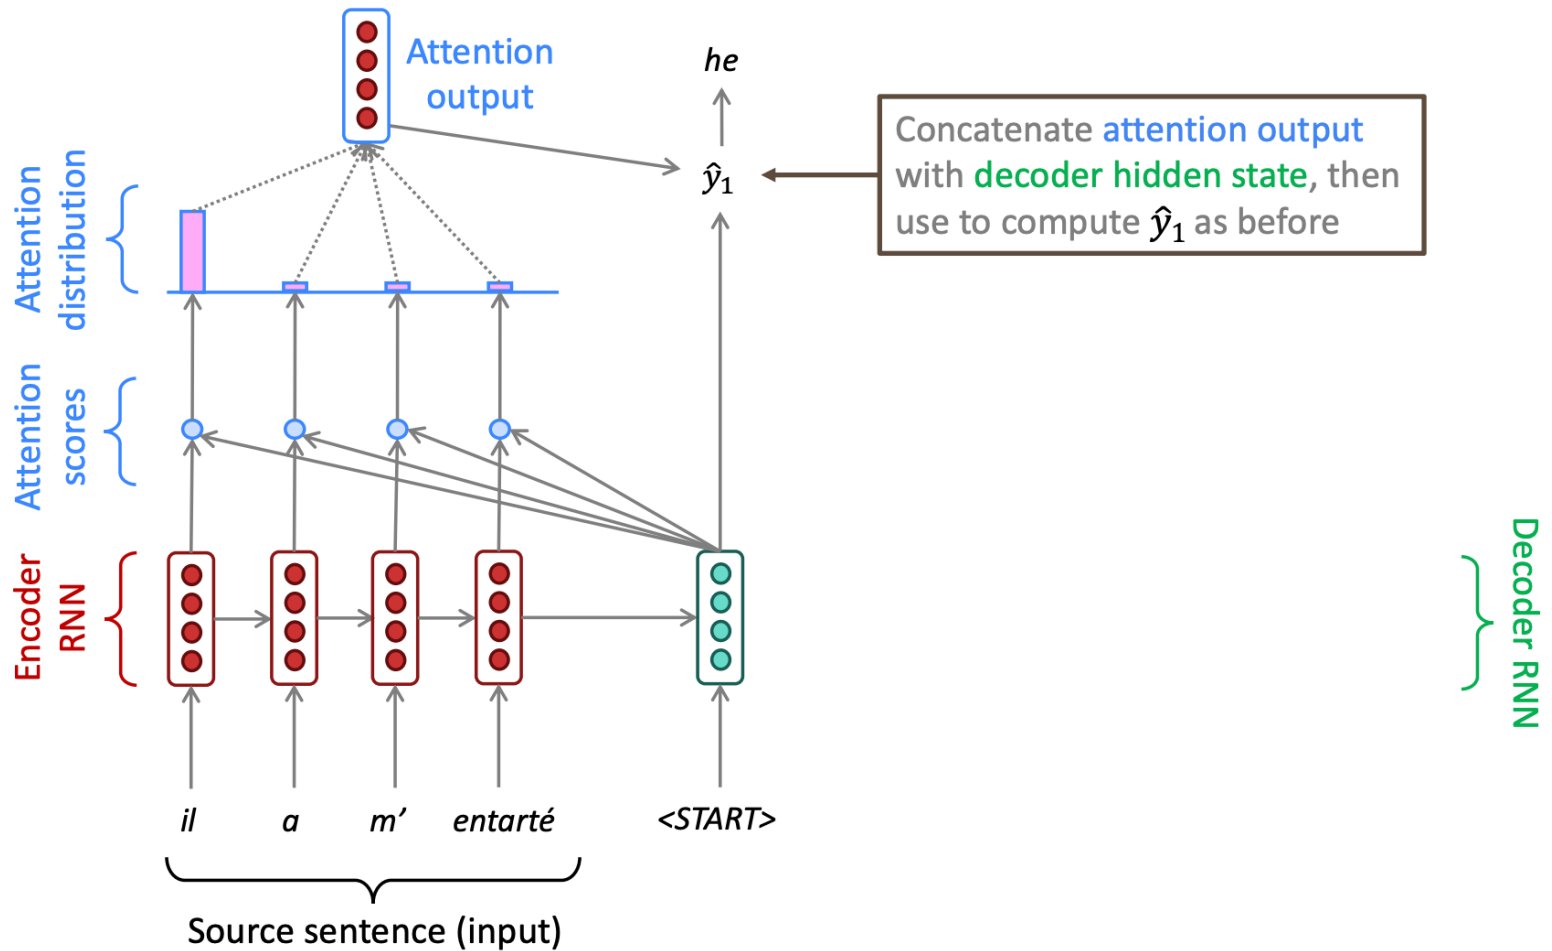 Attention
output
he
Concatenate attention output
with decoder hidden state, then
use to compute ŷ₁ as before
ŷ₁
Attention
distribution
Attention
scores
Encoder
RNN
Decoder RNN
il
a
m’
entarté
<START>
Source sentence (input)